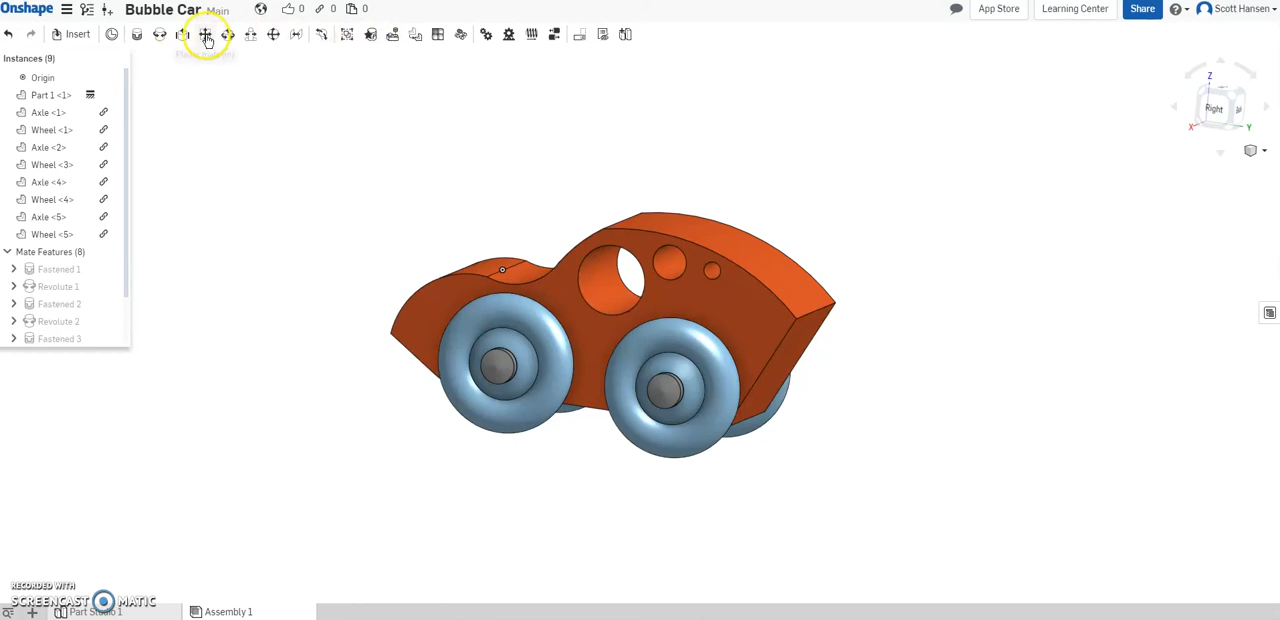 Onshape Bubble Car Main 0 0 0 App Store Learning Center Share Scott Hansen
Insert
Instances (9)
Origin
Part 1 <1>
Axle <1>
Wheel <1>
Axle <2>
Wheel <3>
Axle <4>
Wheel <4>
Axle <5>
Wheel <5>
Mate Features (8)
Fastened 1
Revolute 1
Fastened 2
Revolute 2
Fastened 3
Z
Right
X
Y
RECORDED WITH
SCREENCAST MATIC
Part Studio 1
Assembly 1